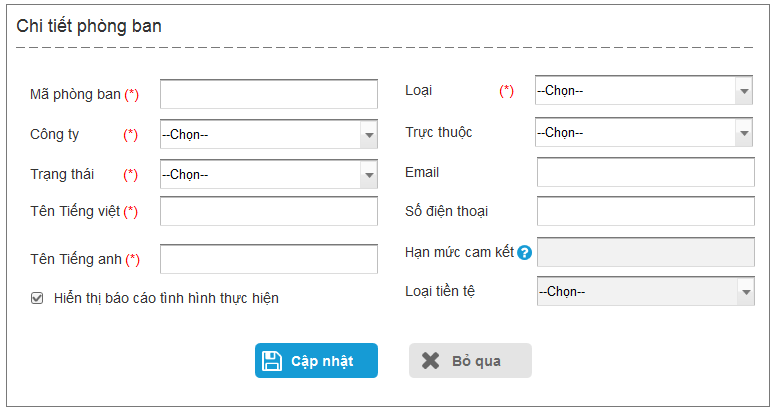 Chi tiết phòng ban
Mã phòng ban (*)
Loại (*) --Chọn--
Công ty (*) --Chọn--
Trực thuộc --Chọn--
Trạng thái (*) --Chọn--
Email
Tên Tiếng việt (*)
Số điện thoại
Tên Tiếng anh (*)
Hạn mức cam kết ?
Hiển thị báo cáo tình hình thực hiện
Loại tiền tệ --Chọn--
Cập nhật
Bỏ qua